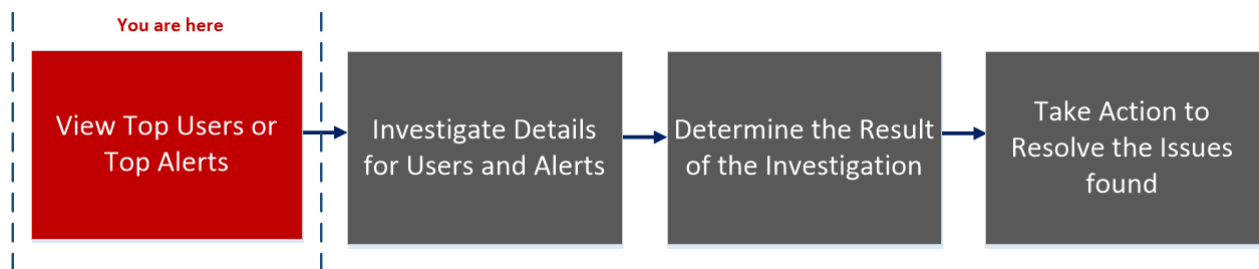 You are here
View Top Users or
Top Alerts
Investigate Details
for Users and Alerts
Determine the Result
of the Investigation
Take Action to
Resolve the Issues
found